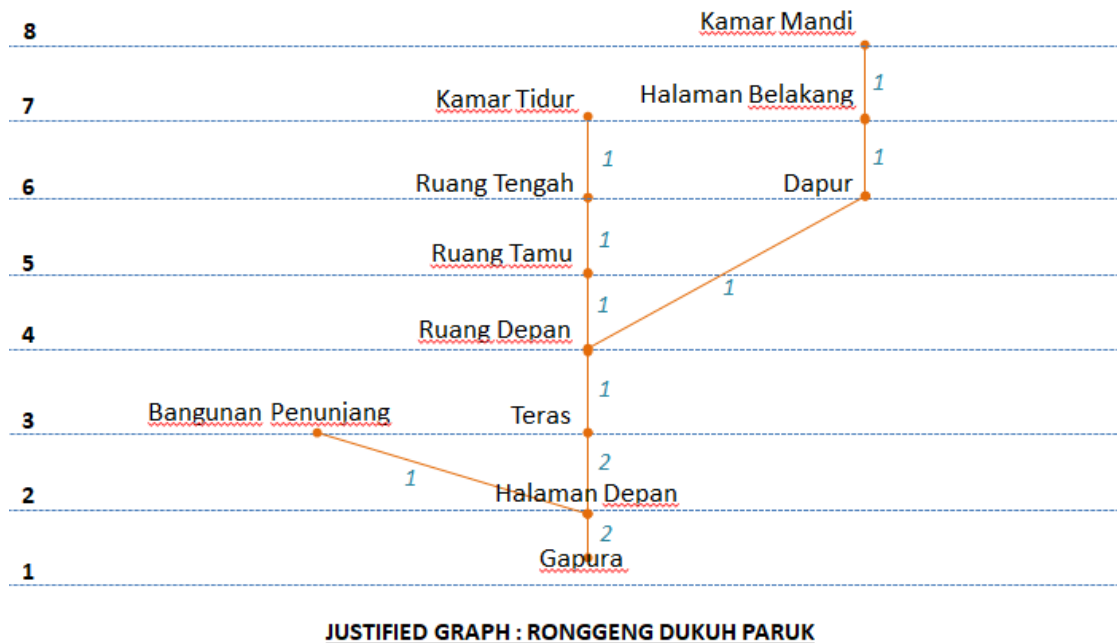 Kamar Mandi
8
1
Kamar Tidur
Halaman Belakang
7
1
1
Ruang Tengah
Dapur
6
1
Ruang Tamu
5
1
1
Ruang Depan
4
1
Bangunan Penunjang
Teras
3
2
1
Halaman Depan
2
2
Gapura
1
JUSTIFIED GRAPH : RONGGENG DUKUH PARUK